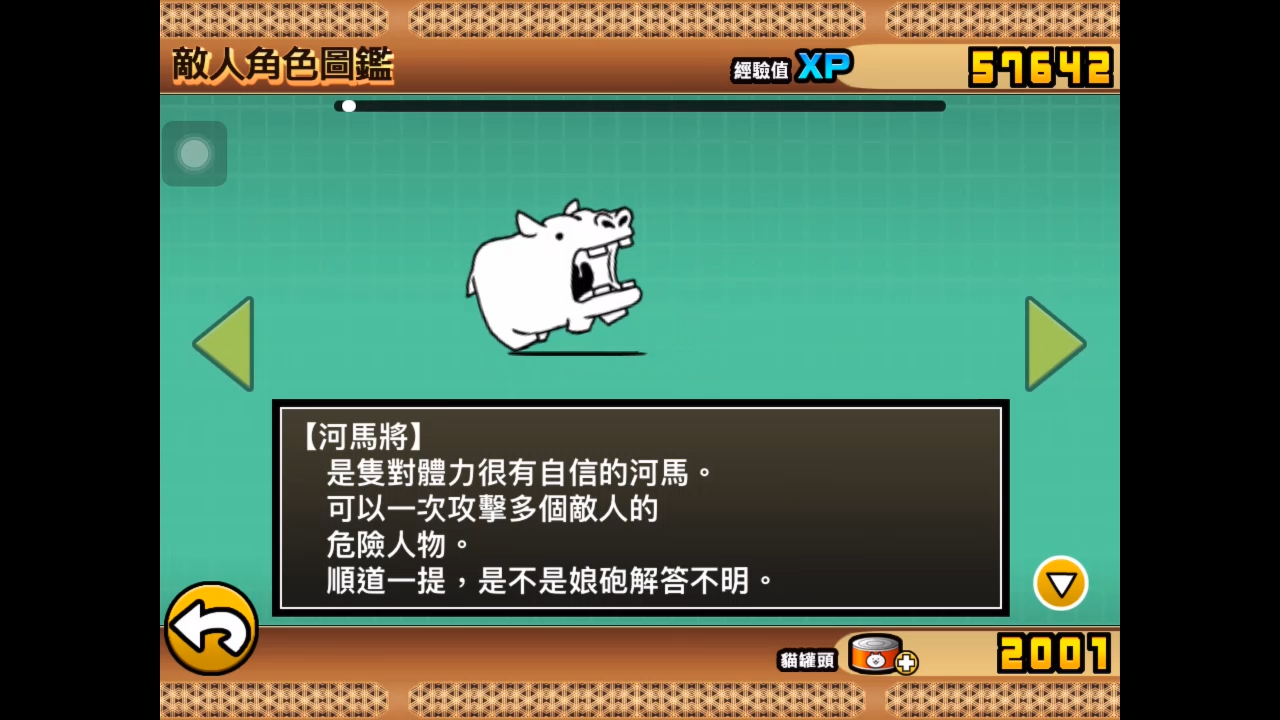 敵人角色圖鑑
經驗值 XP 57642
【河馬將】
是隻對體力很有自信的河馬。
可以一次攻擊多個敵人的
危險人物。
順道一提，是不是娘砲解答不明。
貓罐頭 2001